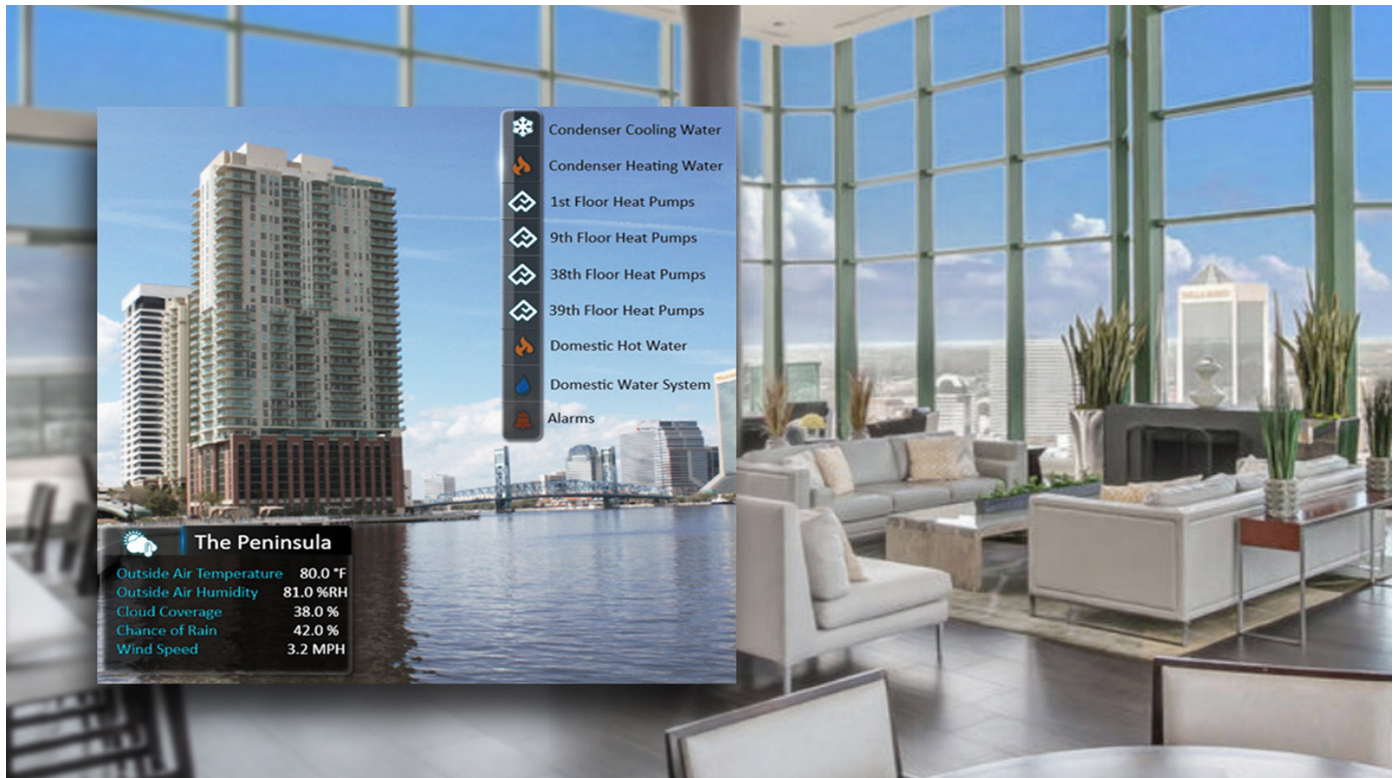 Condenser Cooling Water
Condenser Heating Water
1st Floor Heat Pumps
9th Floor Heat Pumps
38th Floor Heat Pumps
39th Floor Heat Pumps
Domestic Hot Water
Domestic Water System
Alarms
The Peninsula
Outside Air Temperature 80.0 °F
Outside Air Humidity 81.0 %RH
Cloud Coverage 38.0 %
Chance of Rain 42.0 %
Wind Speed 3.2 MPH